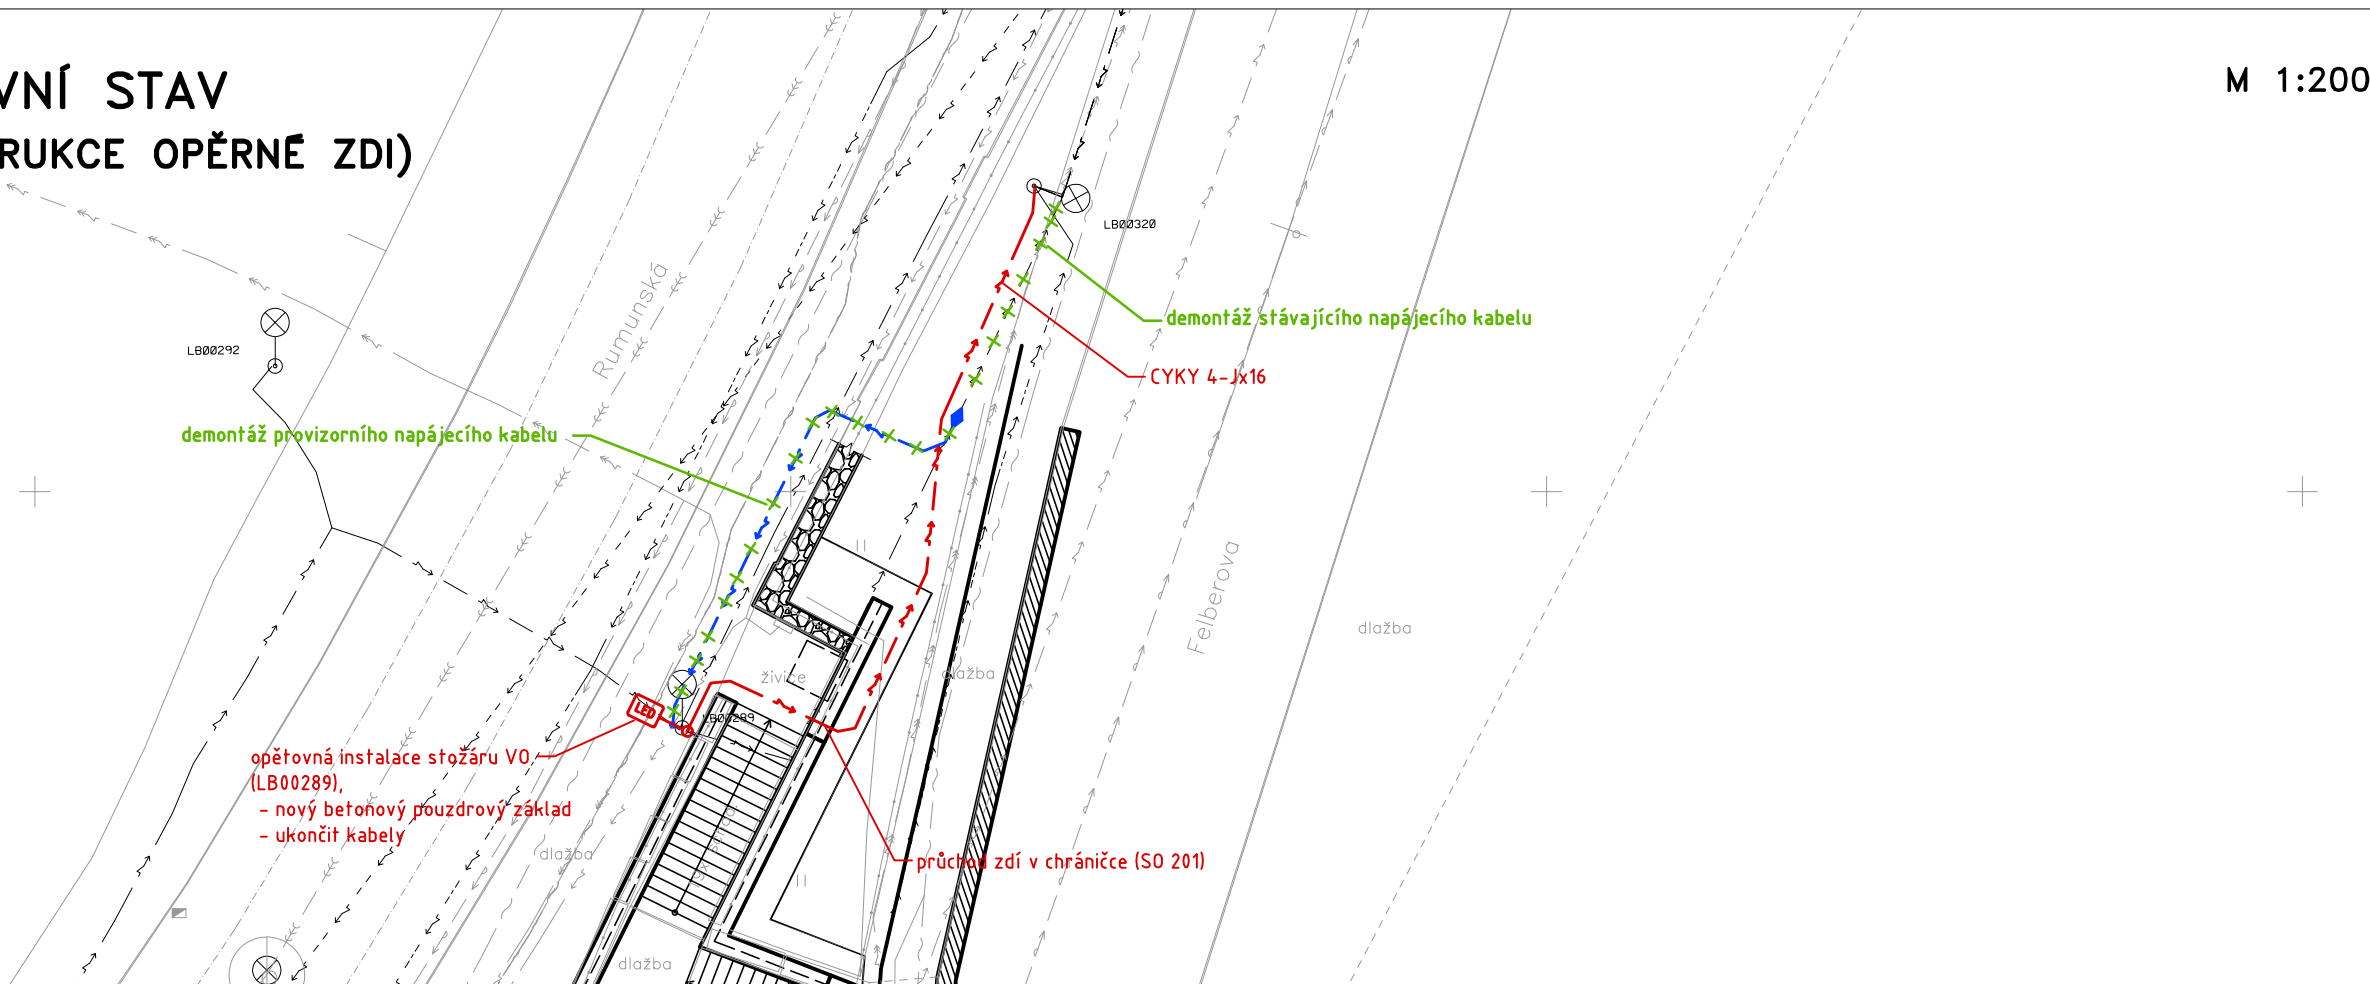 VNÍ STAV
M 1:200
RUKCE OPĚRNÉ ZDI)
LB00320
Rumunská
demontáž stávajícího napájecího kabelu
LB00292
CYKY 4-Jx16
demontáž provizorního napájecího kabelu
Felberova
dlažba
dlažba
živice
LED
LB00289
opětovná instalace stožáru VO
(LB00289),
- nový betonový pouzdrový základ
- ukončit kabely
dlažba
průchod zdí v chráničce (SO 201)
dlažba